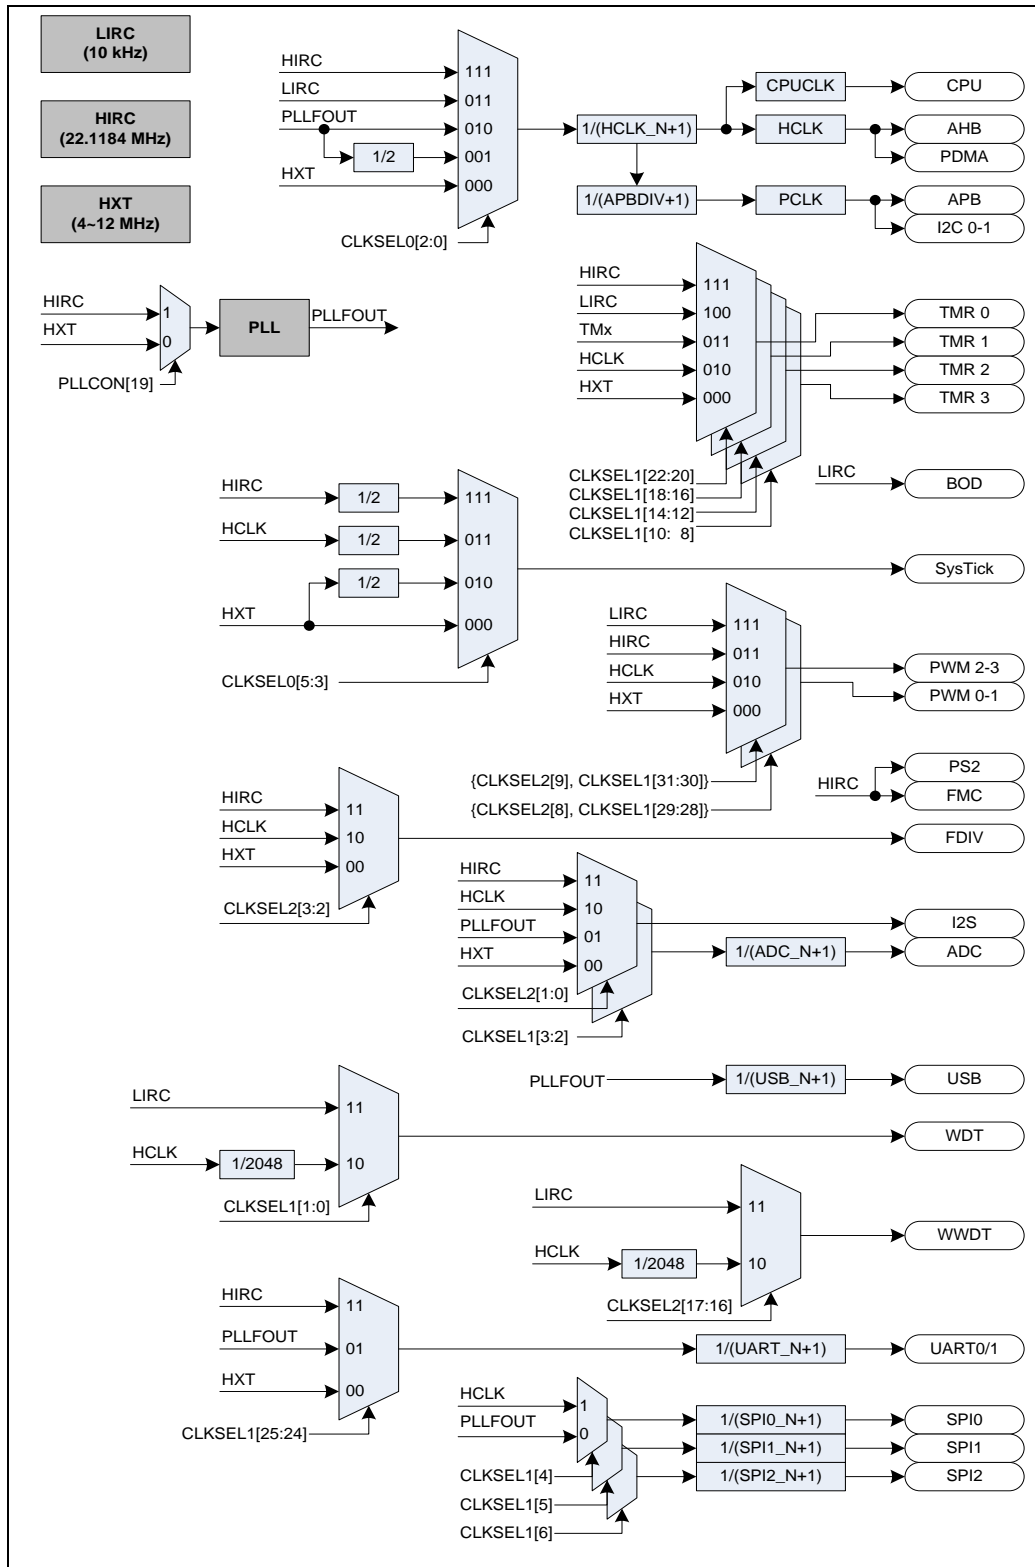 LIRC
(10 kHz)
HIRC
(22.1184 MHz)
HXT
(4~12 MHz)
HIRC
LIRC
PLLFOUT
1/2
HXT
111
011
010
001
000
CLKSEL0[2:0]
1/(HCLK_N+1)
1/(APBDIV+1)
CPUCLK
HCLK
PCLK
CPU
AHB
PDMA
APB
I2C 0-1
HIRC
HXT
1
0
PLLCON[19]
PLL
PLLFOUT
HIRC
LIRC
TMx
HCLK
HXT
111
100
011
010
000
CLKSEL1[22:20]
CLKSEL1[18:16]
CLKSEL1[14:12]
CLKSEL1[10: 8]
TMR 0
TMR 1
TMR 2
TMR 3
LIRC
BOD
HIRC
HCLK
HXT
1/2
1/2
1/2
111
011
010
000
CLKSEL0[5:3]
SysTick
LIRC
HIRC
HCLK
HXT
111
011
010
000
{CLKSEL2[9], CLKSEL1[31:30]}
{CLKSEL2[8], CLKSEL1[29:28]}
PWM 2-3
PWM 0-1
HIRC
PS2
FMC
HIRC
HCLK
HXT
11
10
00
CLKSEL2[3:2]
FDIV
HIRC
HCLK
PLLFOUT
HXT
11
10
01
00
CLKSEL2[1:0]
CLKSEL1[3:2]
1/(ADC_N+1)
I2S
ADC
PLLFOUT
1/(USB_N+1)
USB
LIRC
HCLK
1/2048
11
10
CLKSEL1[1:0]
WDT
LIRC
HCLK
1/2048
11
10
CLKSEL2[17:16]
WWDT
HIRC
PLLFOUT
HXT
11
01
00
CLKSEL1[25:24]
1/(UART_N+1)
UART0/1
HCLK
PLLFOUT
1
0
CLKSEL1[4]
CLKSEL1[5]
CLKSEL1[6]
1/(SPI0_N+1)
1/(SPI1_N+1)
1/(SPI2_N+1)
SPI0
SPI1
SPI2